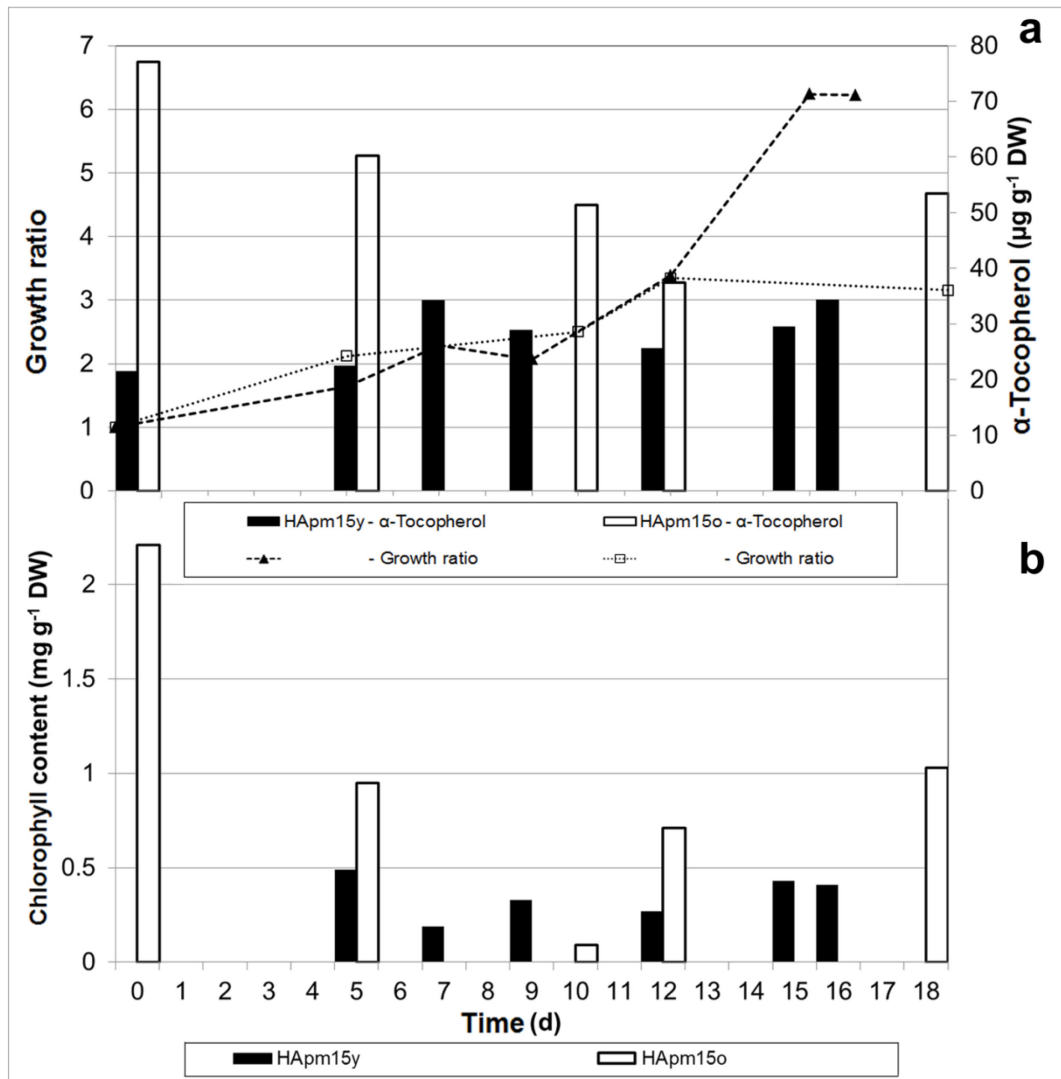 a
7 80
6 70
5 60
4 50
3 40
2 30
1 20
0 10
0
Growth ratio
α-Tocopherol (µg g⁻¹ DW)
HApm15y - α-Tocopherol HApm15o - α-Tocopherol
- Growth ratio - Growth ratio
b
2
1.5
1
0.5
0
Chlorophyll content (mg g⁻¹ DW)
0 1 2 3 4 5 6 7 8 9 10 11 12 13 14 15 16 17 18
Time (d)
HApm15y HApm15o